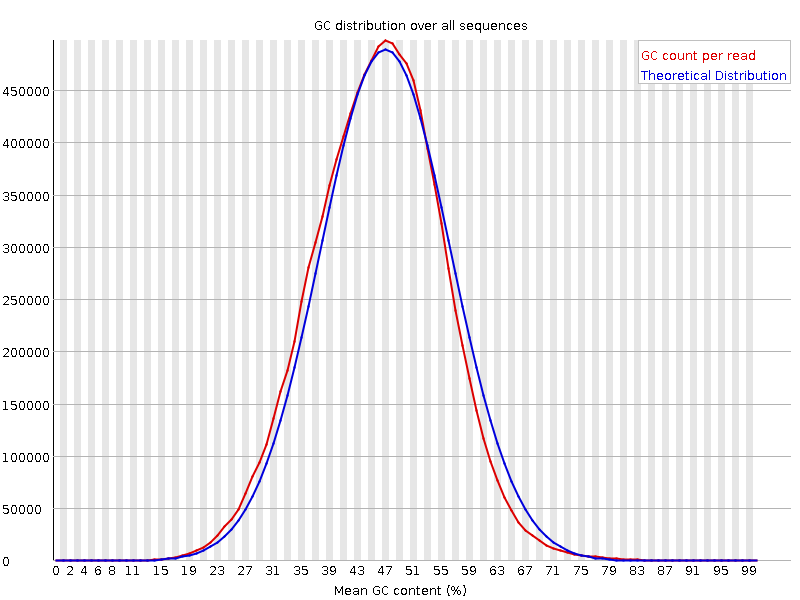 GC distribution over all sequences
GC count per read
Theoretical Distribution
450000
400000
350000
300000
250000
200000
150000
100000
50000
0
0 2 4 6 8 11 15 19 23 27 31 35 39 43 47 51 55 59 63 67 71 75 79 83 87 91 95 99
Mean GC content (%)